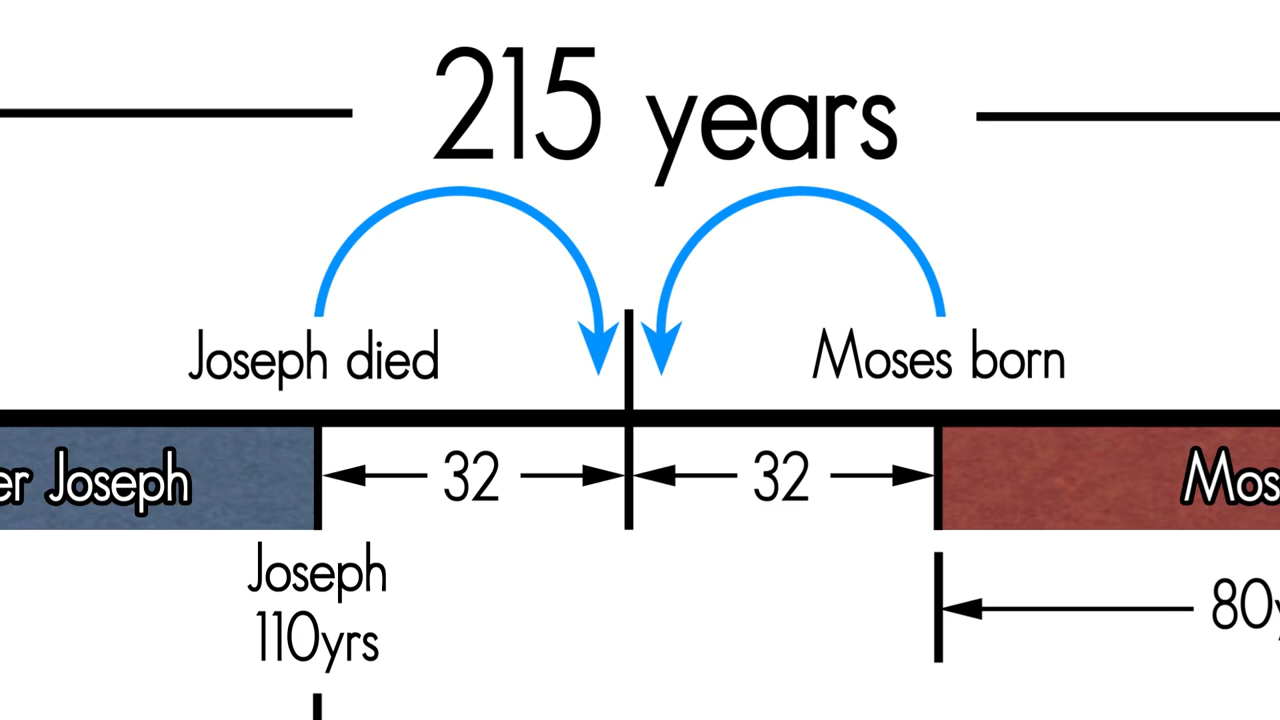 215 years
Joseph died
Moses born
er Joseph
32
32
Mos
Joseph
110yrs
80y